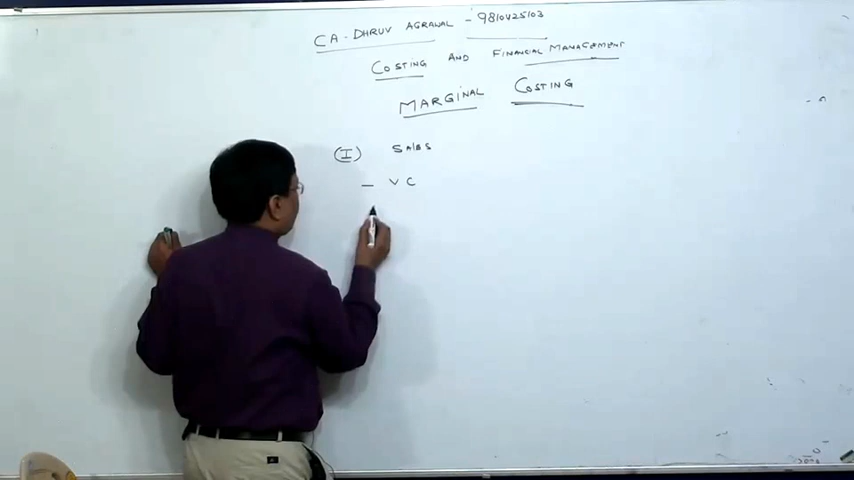 CA. DHRUV AGRAWAL - 9810425103
COSTING AND FINANCIAL MANAGEMENT
MARGINAL COSTING
(I) SAlES
— VC